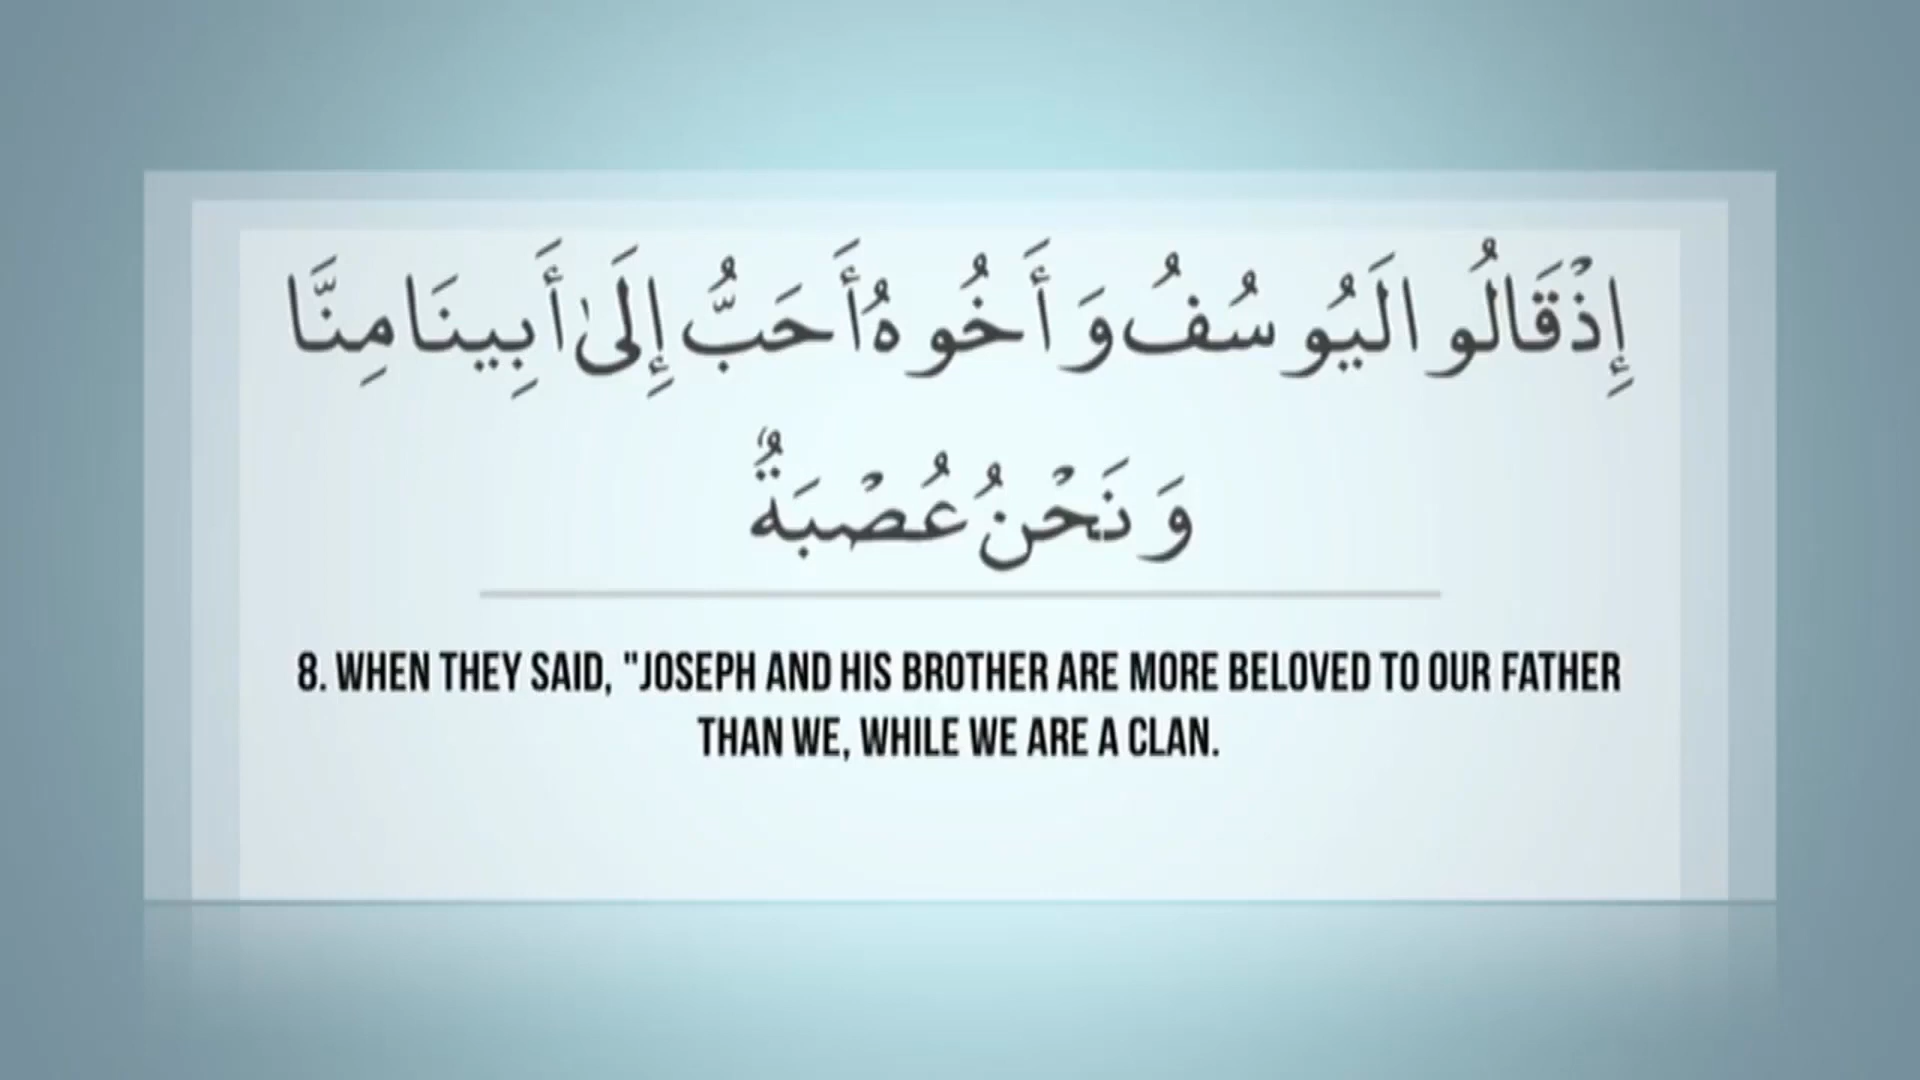 إِذْ قَالُوا لَيُوسُفُ وَأَخُوهُ أَحَبُّ إِلَىٰ أَبِينَا مِنَّا
وَنَحْنُ عُصْبَةٌ
8. WHEN THEY SAID, "JOSEPH AND HIS BROTHER ARE MORE BELOVED TO OUR FATHER
THAN WE, WHILE WE ARE A CLAN.